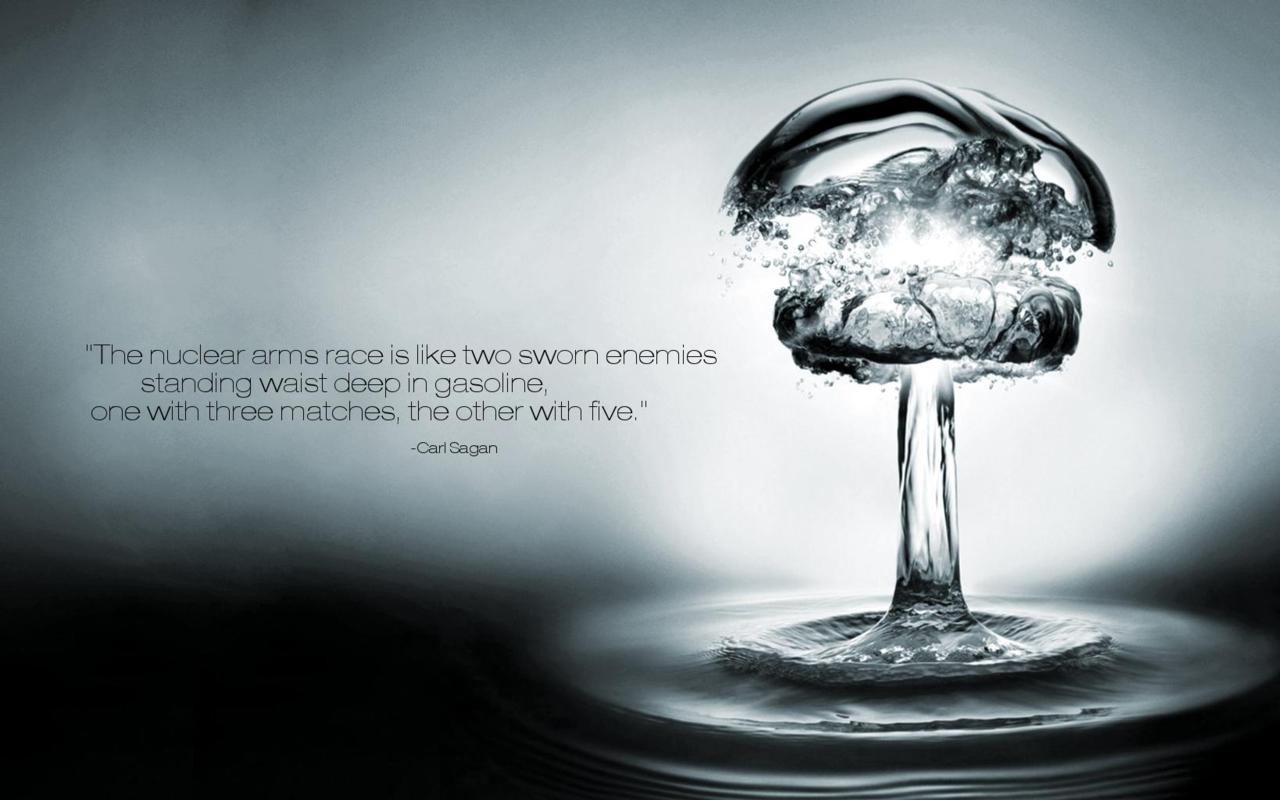 "The nuclear arms race is like two sworn enemies
standing waist deep in gasoline,
one with three matches, the other with five."
-Carl Sagan